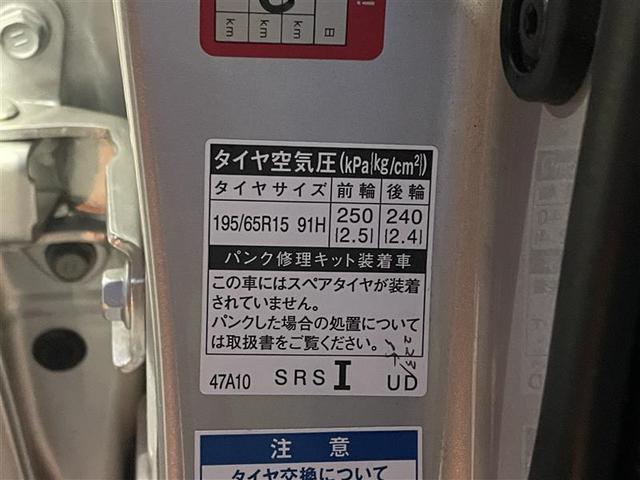 km km km 日
タイヤ空気圧(kPa{kg/cm²})
タイヤサイズ 前輪 後輪
195/65R15 91H 250 {2.5} 240 {2.4}
パンク修理キット装着車
この車にはスペアタイヤが装着
されていません。
パンクした場合の処置について
は取扱書をご覧ください。
47A10 SRS I UD
注意
タイヤ交換について